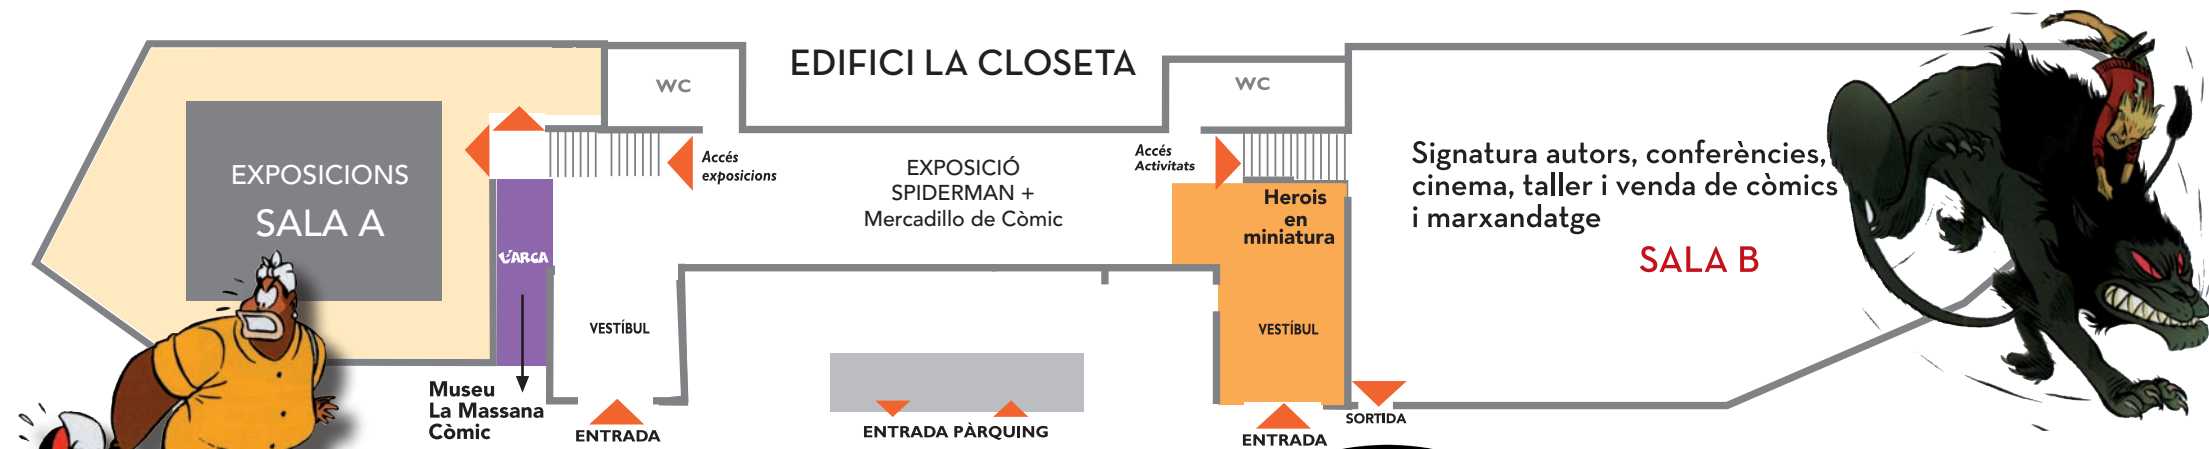 EDIFICI LA CLOSETA
WC
WC
EXPOSICIONS
SALA A
Accés
exposicions
EXPOSICIÓ
SPIDERMAN +
Mercadillo de Còmic
Accés
Activitats
Herois
en
miniatura
Signatura autors, conferències,
cinema, taller i venda de còmics
i marxandatge
SALA B
L'ARCA
VESTÍBUL
VESTÍBUL
Museu
La Massana
Còmic
ENTRADA
ENTRADA PÀRQUING
ENTRADA
SORTIDA